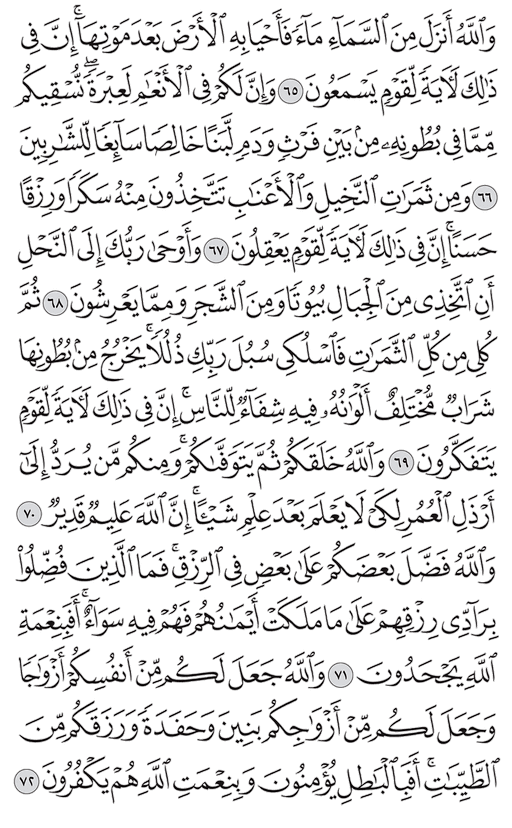 وَٱللَّهُ أَنزَلَ مِنَ ٱلسَّمَآءِ مَآءً فَأَحْيَا بِهِ ٱلْأَرْضَ بَعْدَ مَوْتِهَآ ۚ إِنَّ فِى
ذَٰلِكَ لَـَٔايَةً لِّقَوْمٍ يَسْمَعُونَ ٦٥ وَإِنَّ لَكُمْ فِى ٱلْأَنْعَـٰمِ لَعِبْرَةً ۖ نُّسْقِيكُم
مِّمَّا فِى بُطُونِهِۦ مِنۢ بَيْنِ فَرْثٍ وَدَمٍ لَّبَنًا خَالِصًا سَآئِغًا لِّلشَّـٰرِبِينَ
٦٦ وَمِن ثَمَرَٰتِ ٱلنَّخِيلِ وَٱلْأَعْنَـٰبِ تَتَّخِذُونَ مِنْهُ سَكَرًا وَرِزْقًا
حَسَنًا ۗ إِنَّ فِى ذَٰلِكَ لَـَٔايَةً لِّقَوْمٍ يَعْقِلُونَ ٦٧ وَأَوْحَىٰ رَبُّكَ إِلَى ٱلنَّحْلِ
أَنِ ٱتَّخِذِى مِنَ ٱلْجِبَالِ بُيُوتًا وَمِنَ ٱلشَّجَرِ وَمِمَّا يَعْرِشُونَ ٦٨ ثُمَّ
كُلِى مِن كُلِّ ٱلثَّمَرَٰتِ فَٱسْلُكِى سُبُلَ رَبِّكِ ذُلُلًا ۚ يَخْرُجُ مِنۢ بُطُونِهَا
شَرَابٌ مُّخْتَلِفٌ أَلْوَٰنُهُۥ فِيهِ شِفَآءٌ لِّلنَّاسِ ۗ إِنَّ فِى ذَٰلِكَ لَـَٔايَةً لِّقَوْمٍ
يَتَفَكَّرُونَ ٦٩ وَٱللَّهُ خَلَقَكُمْ ثُمَّ يَتَوَفَّىٰكُمْ ۚ وَمِنكُم مَّن يُرَدُّ إِلَىٰٓ
أَرْذَلِ ٱلْعُمُرِ لِكَىْ لَا يَعْلَمَ بَعْدَ عِلْمٍ شَيْـًٔا ۚ إِنَّ ٱللَّهَ عَلِيمٌ قَدِيرٌ ٧٠
وَٱللَّهُ فَضَّلَ بَعْضَكُمْ عَلَىٰ بَعْضٍ فِى ٱلرِّزْقِ ۚ فَمَا ٱلَّذِينَ فُضِّلُوا۟
بِرَآدِّى رِزْقِهِمْ عَلَىٰ مَا مَلَكَتْ أَيْمَـٰنُهُمْ فَهُمْ فِيهِ سَوَآءٌ ۚ أَفَبِنِعْمَةِ
ٱللَّهِ يَجْحَدُونَ ٧١ وَٱللَّهُ جَعَلَ لَكُم مِّنْ أَنفُسِكُمْ أَزْوَٰجًا
وَجَعَلَ لَكُم مِّنْ أَزْوَٰجِكُم بَنِينَ وَحَفَدَةً وَرَزَقَكُم مِّنَ
ٱلطَّيِّبَـٰتِ ۚ أَفَبِٱلْبَـٰطِلِ يُؤْمِنُونَ وَبِنِعْمَتِ ٱللَّهِ هُمْ يَكْفُرُونَ ٧٢